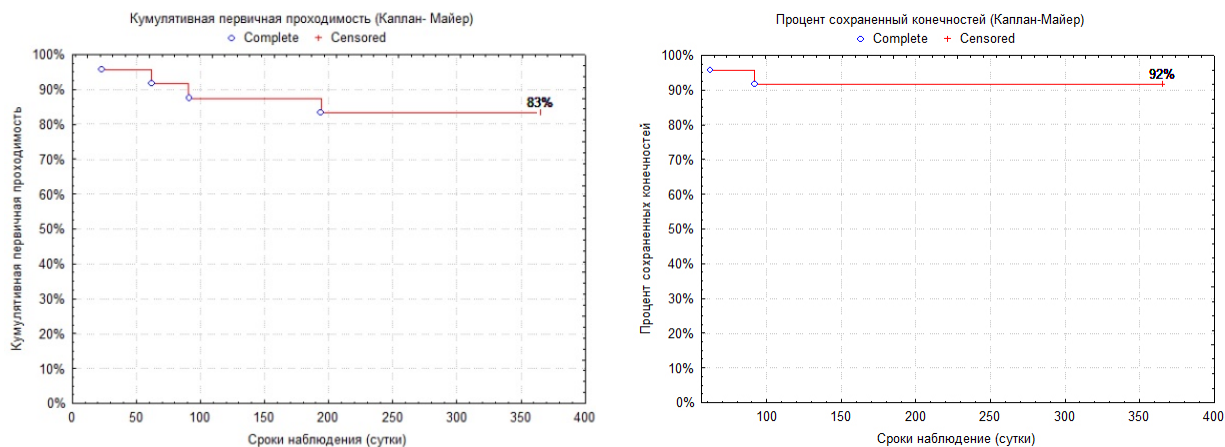 Кумулятивная первичная проходимость (Каплан- Майер)
Complete Censored
Кумулятивная первичная проходимость
100%
90%
80%
70%
60%
50%
40%
30%
20%
10%
0%
83%
0 50 100 150 200 250 300 350 400
Сроки наблюдения (сутки)
Процент сохраненный конечностей (Каплан-Майер)
Complete Censored
Процент сохраненных конечностей
100%
90%
80%
70%
60%
50%
40%
30%
20%
10%
0%
92%
100 150 200 250 300 350 400
Сроки наблюдение (сутки)